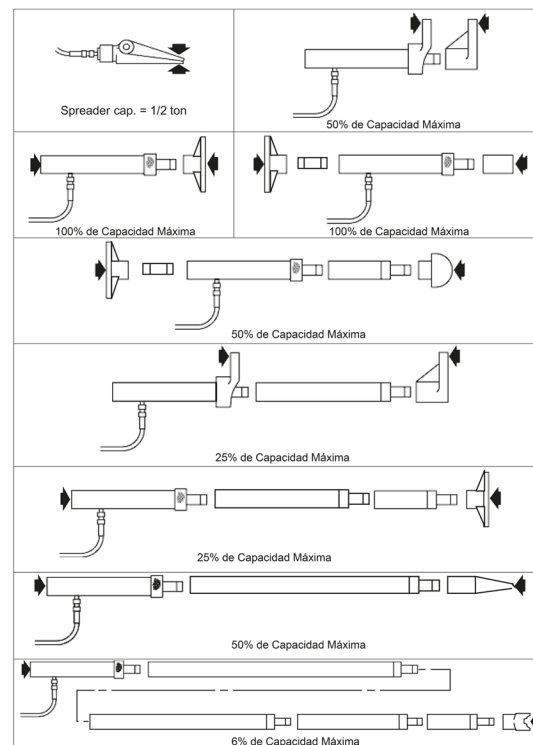 Spreader cap. = 1/2 ton
50% de Capacidad Máxima
100% de Capacidad Máxima
100% de Capacidad Máxima
50% de Capacidad Máxima
25% de Capacidad Máxima
25% de Capacidad Máxima
50% de Capacidad Máxima
6% de Capacidad Máxima